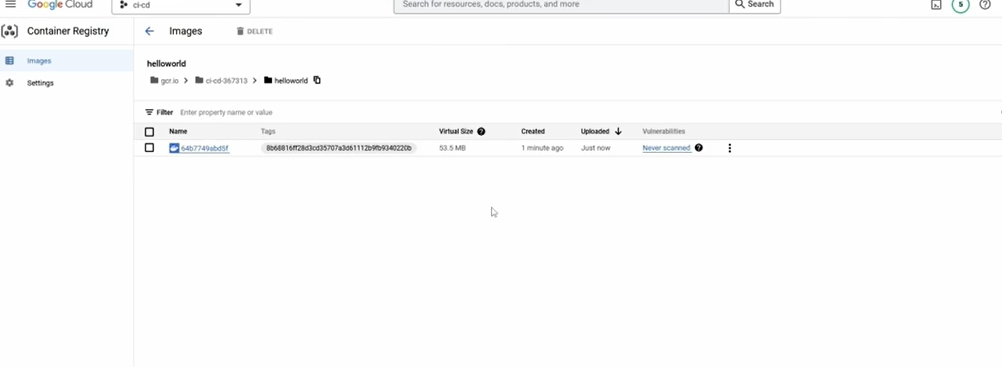 Google Cloud
ci-cd
Search for resources, docs, products, and more
Search
5
Container Registry
Images
DELETE
Images
Settings
helloworld
gcr.io > ci-cd-367313 > helloworld
Filter Enter property name or value
Name Tags Virtual Size Created Uploaded Vulnerabilities
64b7749abd5f 8b68816ff28d3cd35707a3d61112b9fb9340220b 53.5 MB 1 minute ago Just now Never scanned